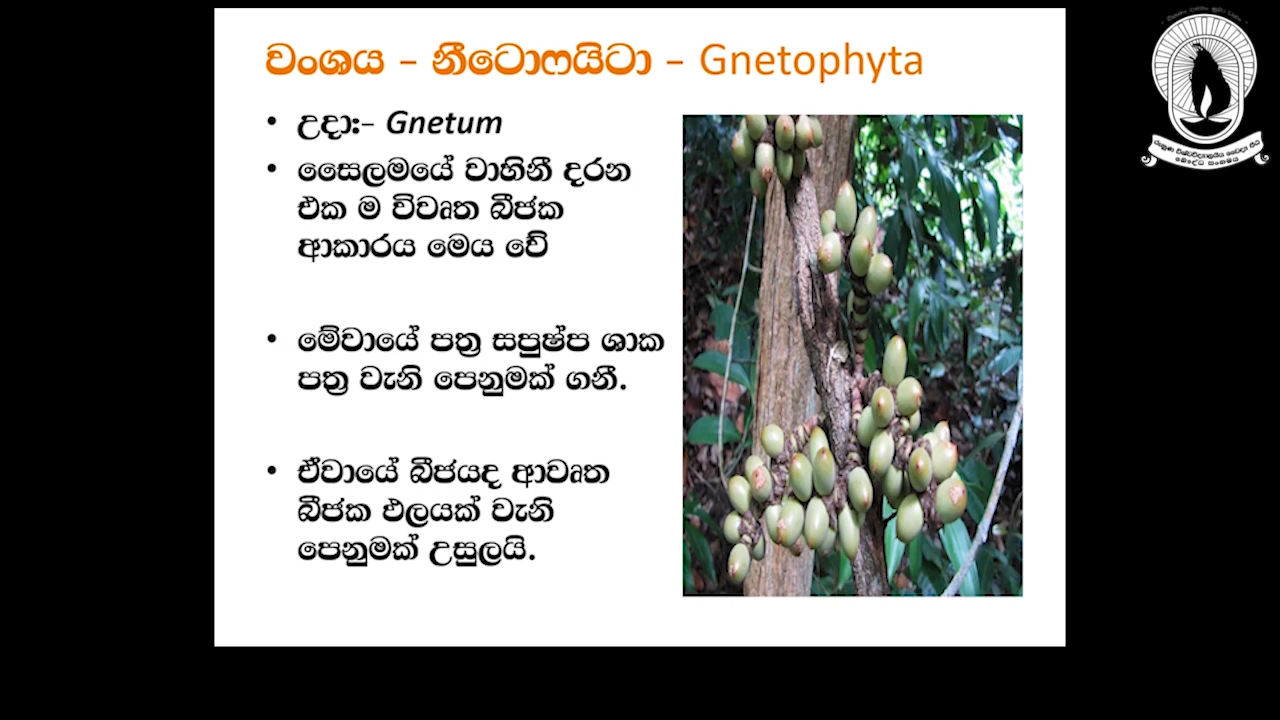 වංශය – නීටොෆයිටා – Gnetophyta
• උදාඃ– Gnetum
• සෛලමයේ වාහිනී දරන
එක ම විවෘත බීජක
ආකාරය මෙය වේ
• මේවායේ පත්‍ර සපුෂ්ප ශාක
පත්‍ර වැනි පෙනුමක් ගනී.
• ඒවායේ බීජයද ආවෘත
බීජක ඵලයක් වැනි
පෙනුමක් උසුලයි.
බෞද්ධ සංගමය